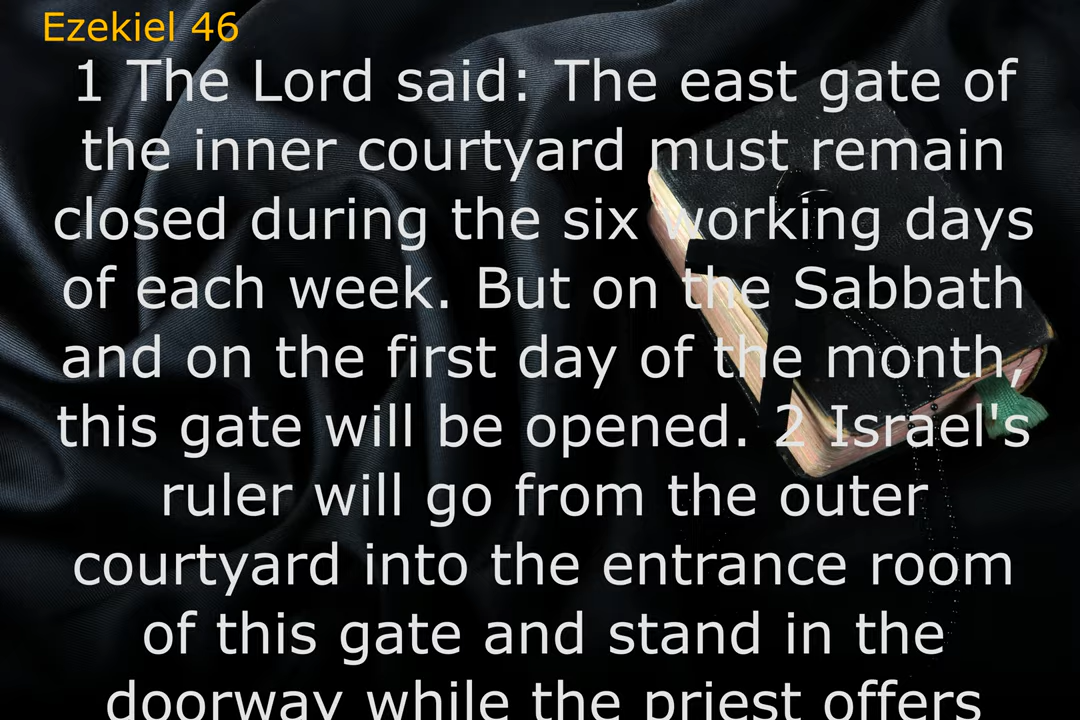 Ezekiel 46
1 The Lord said: The east gate of
the inner courtyard must remain
closed during the six working days
of each week. But on the Sabbath
and on the first day of the month,
this gate will be opened. 2 Israel's
ruler will go from the outer
courtyard into the entrance room
of this gate and stand in the
doorway while the priest offers